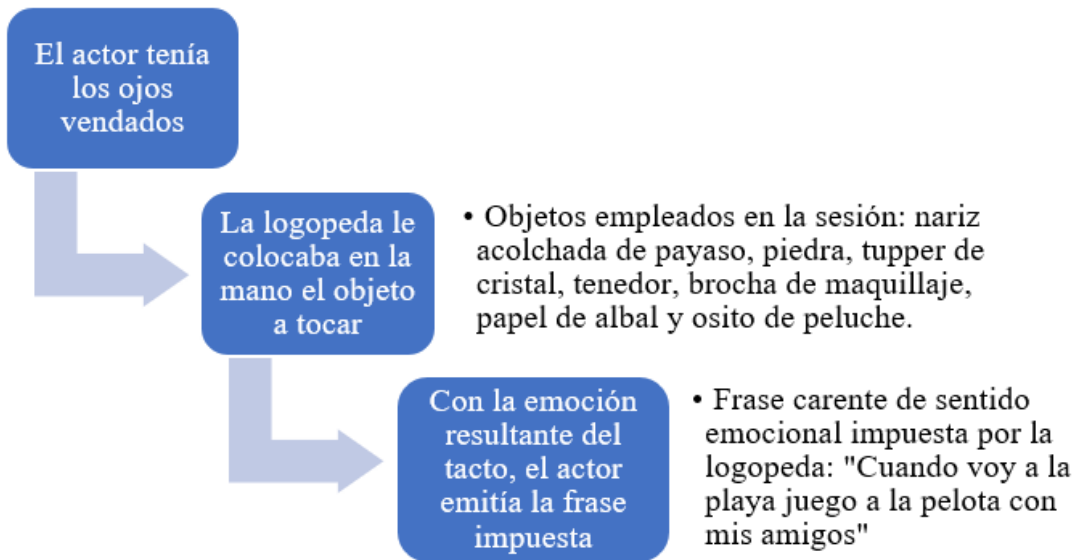 El actor tenía
los ojos
vendados
La logopeda le
colocaba en la
mano el objeto
a tocar
• Objetos empleados en la sesión: nariz
acolchada de payaso, piedra, tupper de
cristal, tenedor, brocha de maquillaje,
papel de albal y osito de peluche.
Con la emoción
resultante del
tacto, el actor
emitía la frase
impuesta
• Frase carente de sentido
emocional impuesta por la
logopeda: "Cuando voy a la
playa juego a la pelota con
mis amigos"